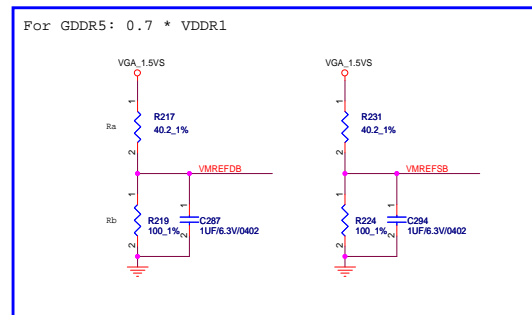 For GDDR5: 0.7 * VDDR1
VGA_1.5VS
VGA_1.5VS
1
1
Ra
R217
40.2_1%
R231
40.2_1%
2
2
VMREFDB
VMREFSB
1
1
1
1
Rb
R219
100_1%
C287
1UF/6.3V/0402
R224
100_1%
C294
1UF/6.3V/0402
2
2
2
2